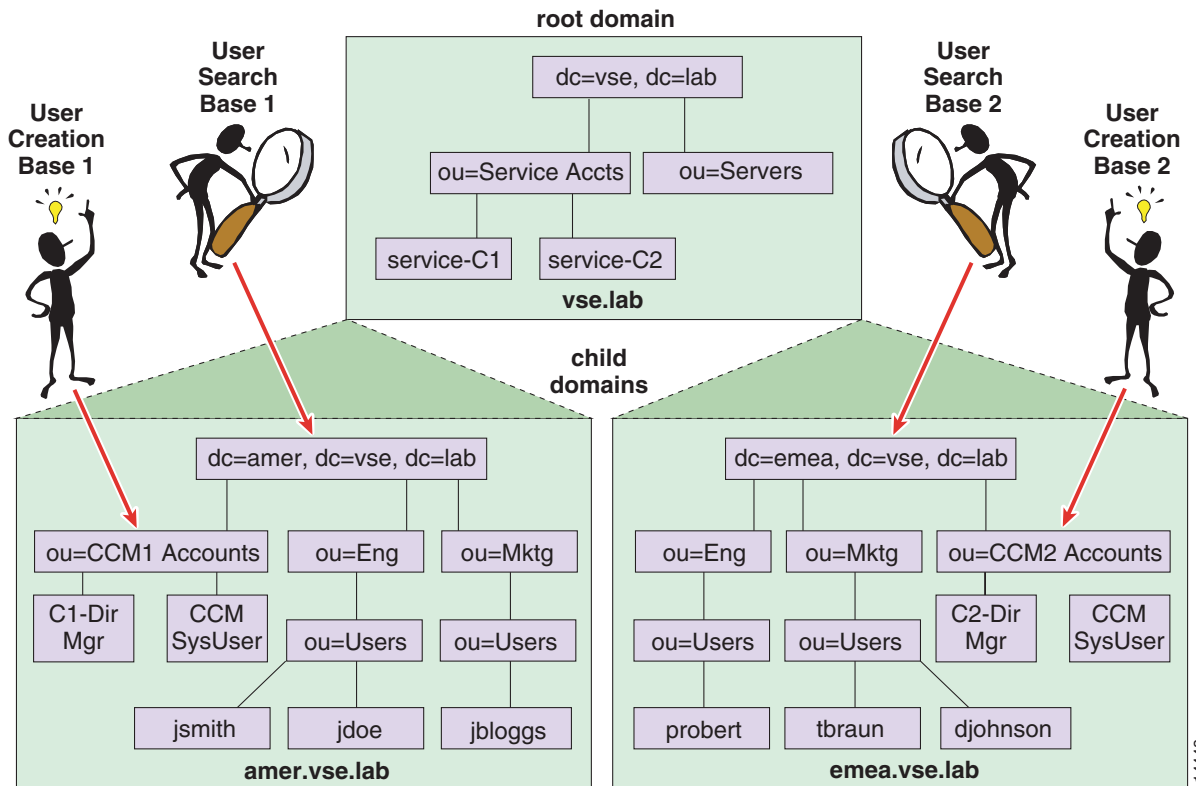 root domain
User
Search
Base 1
User
Search
Base 2
User
Creation
Base 1
User
Creation
Base 2
dc=vse, dc=lab
ou=Service Accts
ou=Servers
service-C1
service-C2
vse.lab
child
domains
dc=amer, dc=vse, dc=lab
ou=CCM1 Accounts
ou=Eng
ou=Mktg
C1-Dir
Mgr
CCM
SysUser
ou=Users
ou=Users
jsmith
jdoe
jbloggs
amer.vse.lab
dc=emea, dc=vse, dc=lab
ou=Eng
ou=Mktg
ou=CCM2 Accounts
ou=Users
ou=Users
C2-Dir
Mgr
CCM
SysUser
probert
tbraun
djohnson
emea.vse.lab